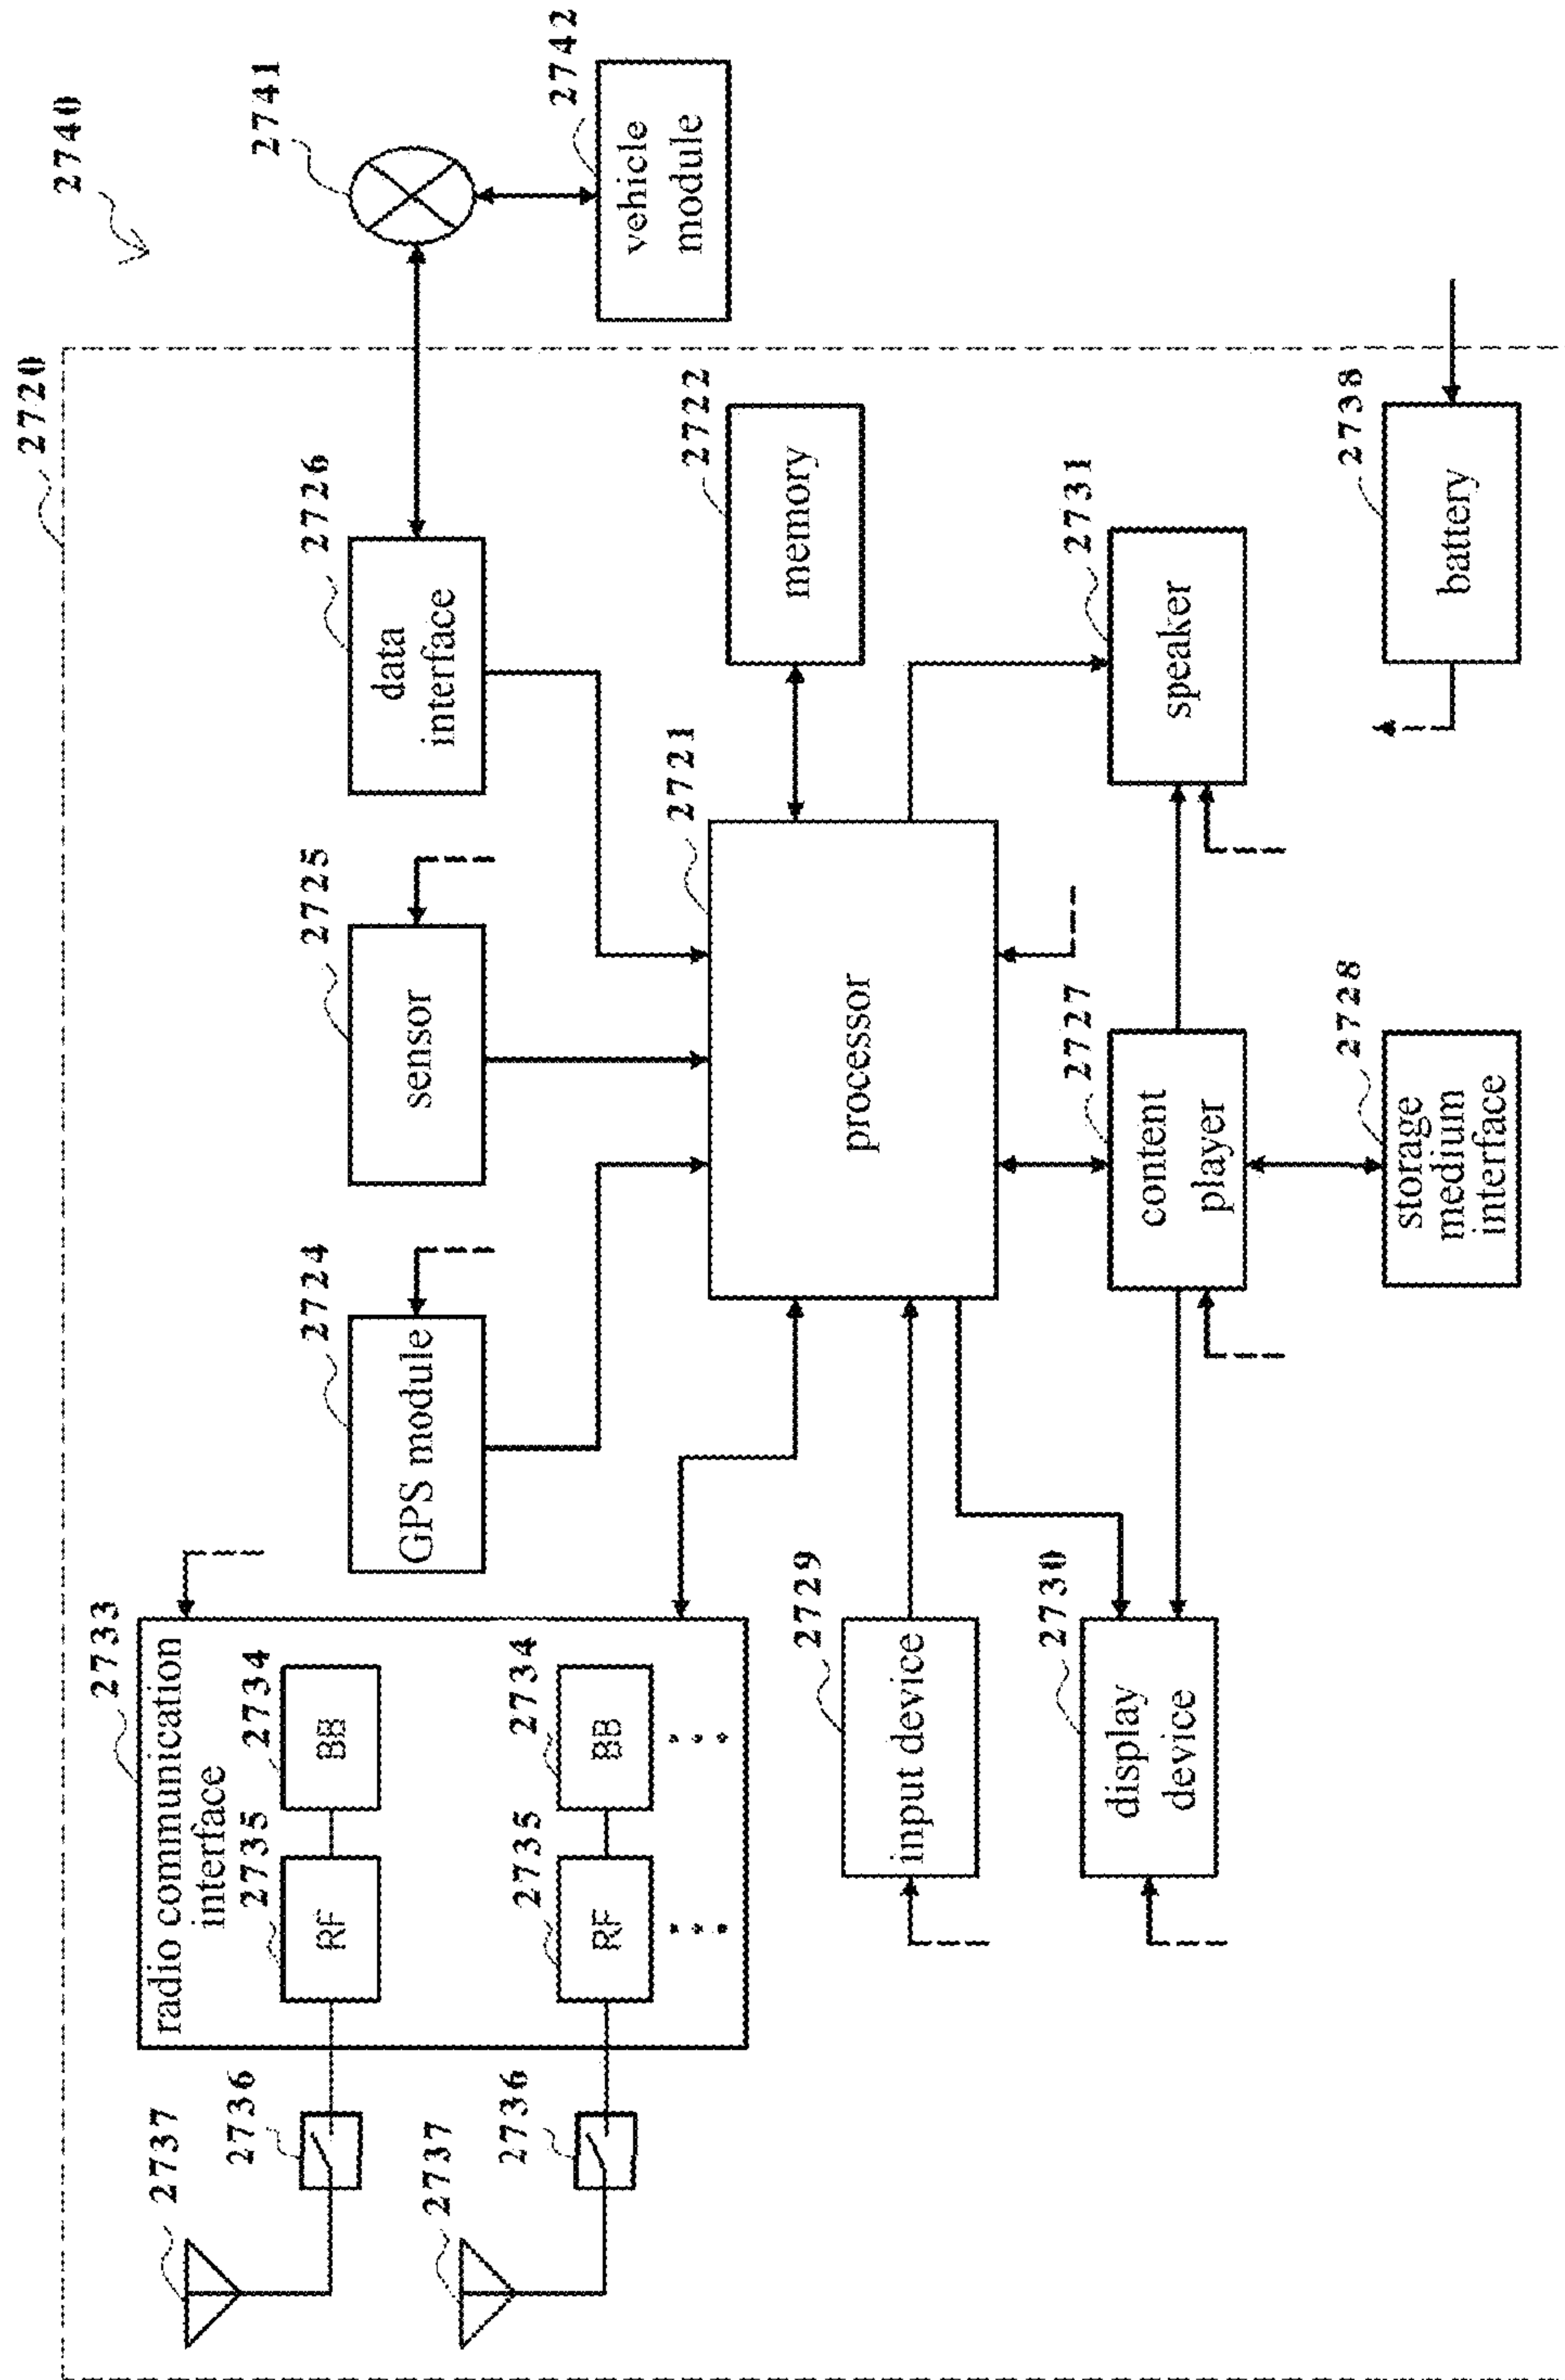 2740
2720
2733
radio communication
interface
2737
2736
2735
RF
2734
BB
2737
2736
2735
RF
2734
BB
2724
GPS module
2725
sensor
2726
data
interface
2741
2742
vehicle
module
2721
processor
2722
memory
2729
input device
2730
display
device
2727
content
player
2731
speaker
2728
storage
medium
interface
2738
battery